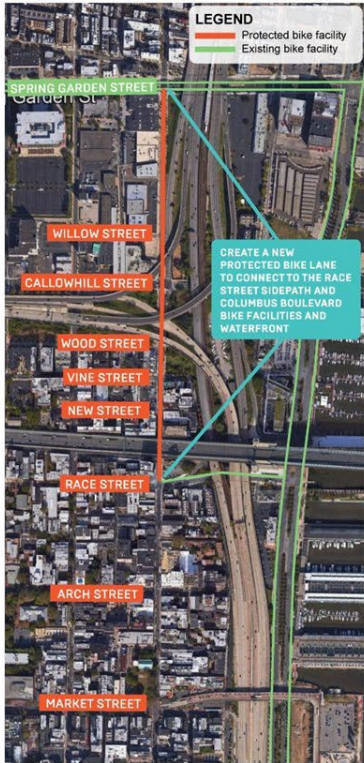 LEGEND
Protected bike facility
Existing bike facility
SPRING GARDEN STREET
Garden St
WILLOW STREET
CREATE A NEW
PROTECTED BIKE LANE
TO CONNECT TO THE RACE
STREET SIDEPATH AND
COLUMBUS BOULEVARD
BIKE FACILITIES AND
WATERFRONT
CALLOWHILL STREET
WOOD STREET
VINE STREET
NEW STREET
RACE STREET
ARCH STREET
MARKET STREET